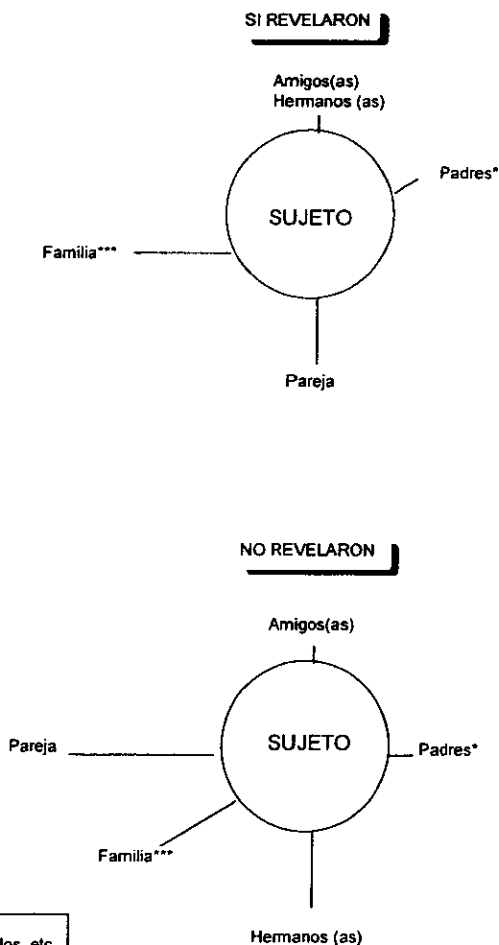 SI REVELARON
Amigos(as)
Hermanos (as)
Padres*
SUJETO
Familia***
Pareja
NO REVELARON
Amigos(as)
Pareja
SUJETO
Padres*
Familia***
Hermanos (as)
etc